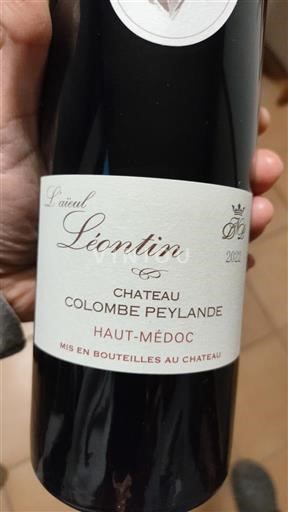 L'aïeul
Léontin
2022
CHATEAU
COLOMBE PEYLANDE
HAUT-MÉDOC
MIS EN BOUTEILLES AU CHATEAU